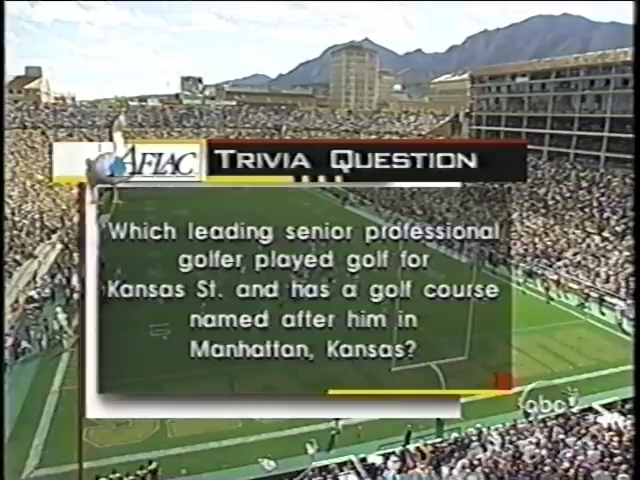 AFLAC
TRIVIA QUESTION
Which leading senior professional
golfer played golf for
Kansas St. and has a golf course
named after him in
Manhattan, Kansas?
abc